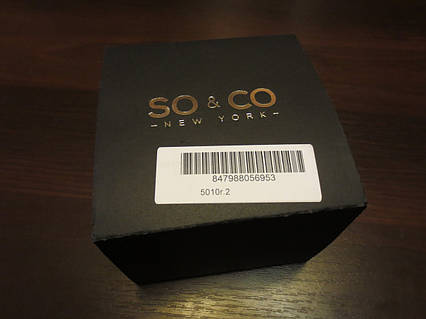 SO & CO
-NEW YORK-
847988056953
5010r.2